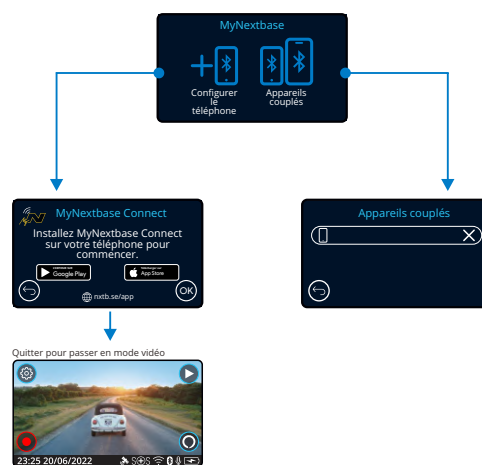 MyNextbase
Configurer
le
téléphone
Appareils
couplés
MyNextbase Connect
Installez MyNextbase Connect
sur votre téléphone pour
commencer.
Google Play
App Store
OK
nxtb.se/app
Appareils couplés
Quitter pour passer en mode vidéo
23:25 20/06/2022 SOS